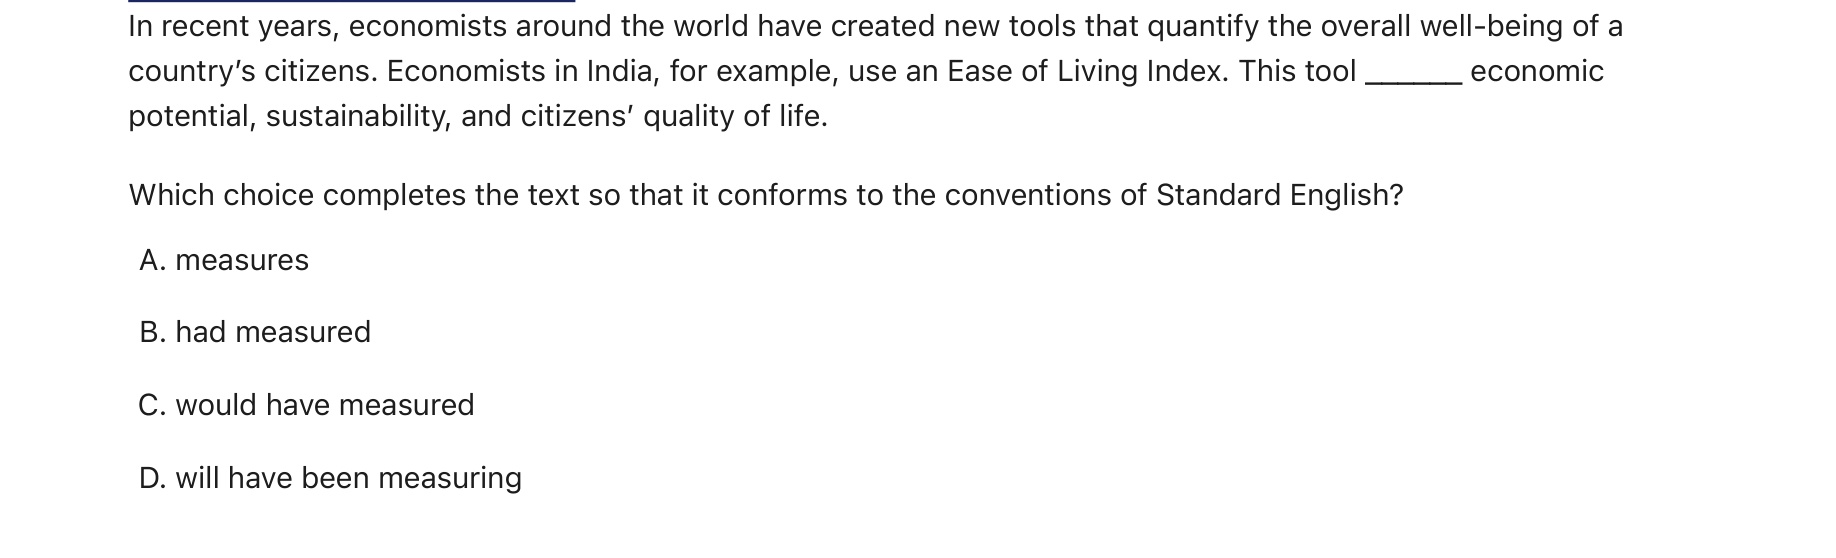 In recent years, economists around the world have created new tools that quantify the overall well-being of a
country’s citizens. Economists in India, for example, use an Ease of Living Index. This tool ______ economic
potential, sustainability, and citizens’ quality of life.
Which choice completes the text so that it conforms to the conventions of Standard English?
A. measures
B. had measured
C. would have measured
D. will have been measuring